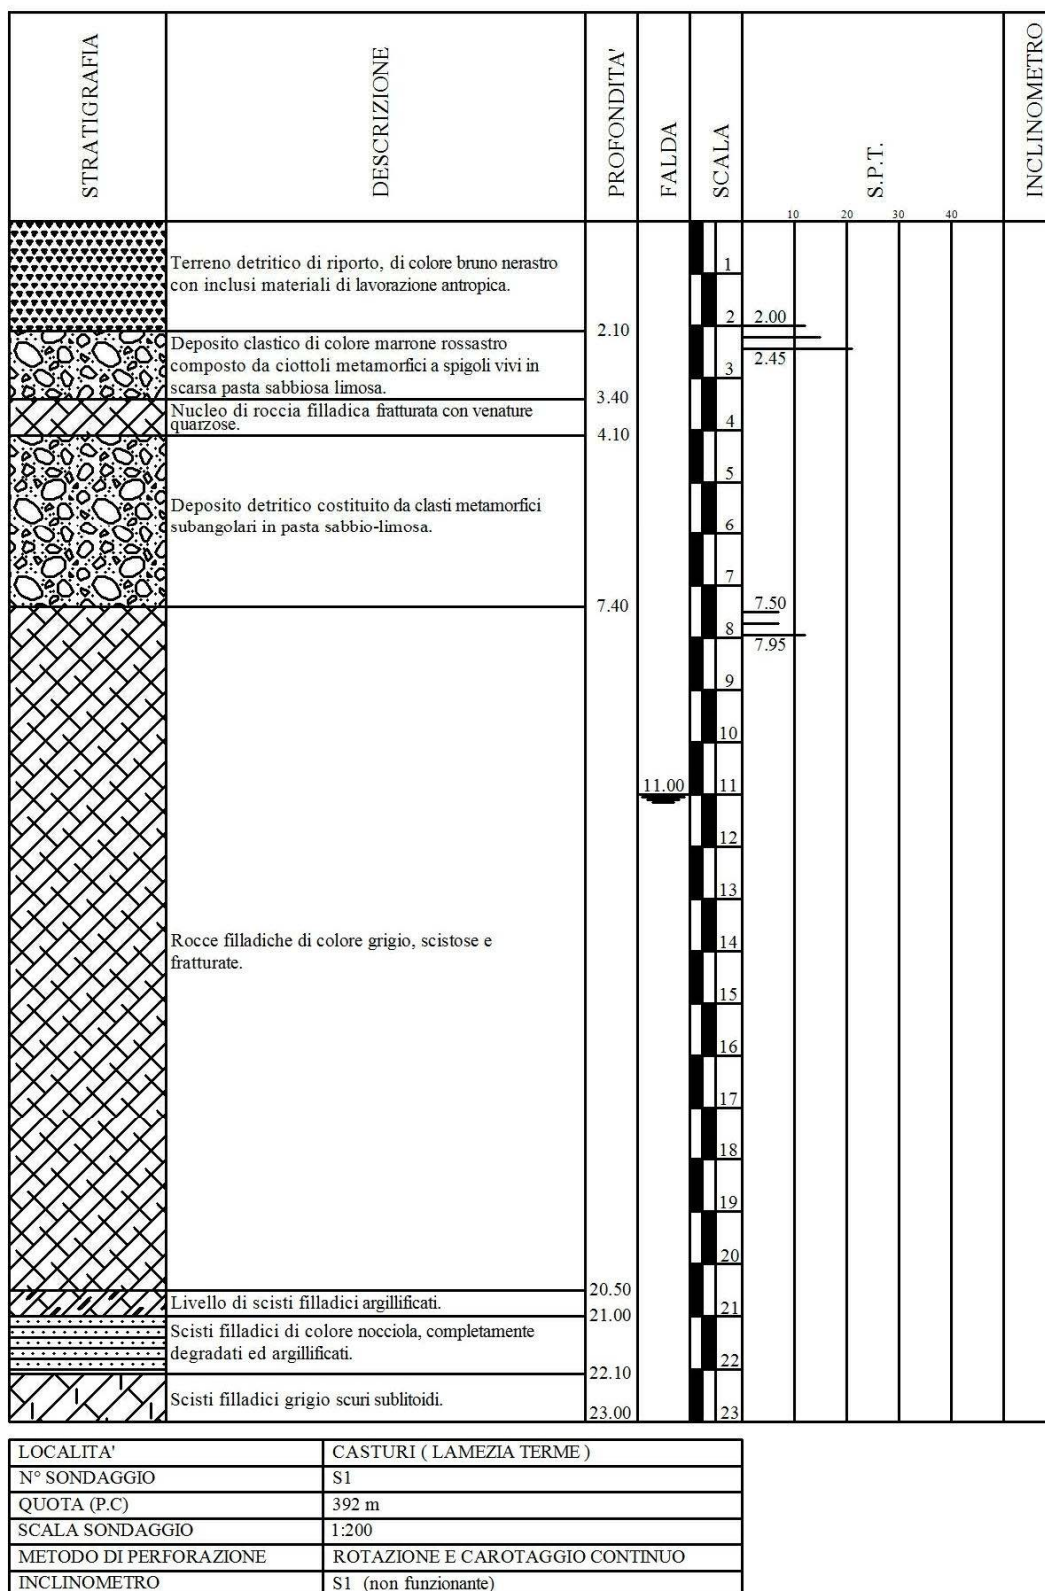 STRATIGRAFIA
DESCRIZIONE
PROFONDITA'
FALDA
SCALA
S.P.T.
INCLINOMETRO
10 20 30 40
Terreno detritico di riporto, di colore bruno nerastro
con inclusi materiali di lavorazione antropica.
1
2
2.00
2.10
Deposito clastico di colore marrone rossastro
composto da ciottoli metamorfici a spigoli vivi in
scarsa pasta sabbiosa limosa.
2.45
3
3.40
Nucleo di roccia filladica fratturata con venature
quarzose.
4
4.10
5
Deposito detritico costituito da clasti metamorfici
subangolari in pasta sabbio-limosa.
6
7
7.40
7.50
8
7.95
9
10
11.00
11
12
13
Rocce filladiche di colore grigio, scistose e
fratturate.
14
15
16
17
18
19
20
20.50
Livello di scisti filladici argillificati.
21
21.00
Scisti filladici di colore nocciola, completamente
degradati ed argillificati.
22
22.10
Scisti filladici grigio scuri sublitoidi.
23.00
23
LOCALITA' CASTURI ( LAMEZIA TERME )
N° SONDAGGIO S1
QUOTA (P.C) 392 m
SCALA SONDAGGIO 1:200
METODO DI PERFORAZIONE ROTAZIONE E CAROTAGGIO CONTINUO
INCLINOMETRO S1 (non funzionante)